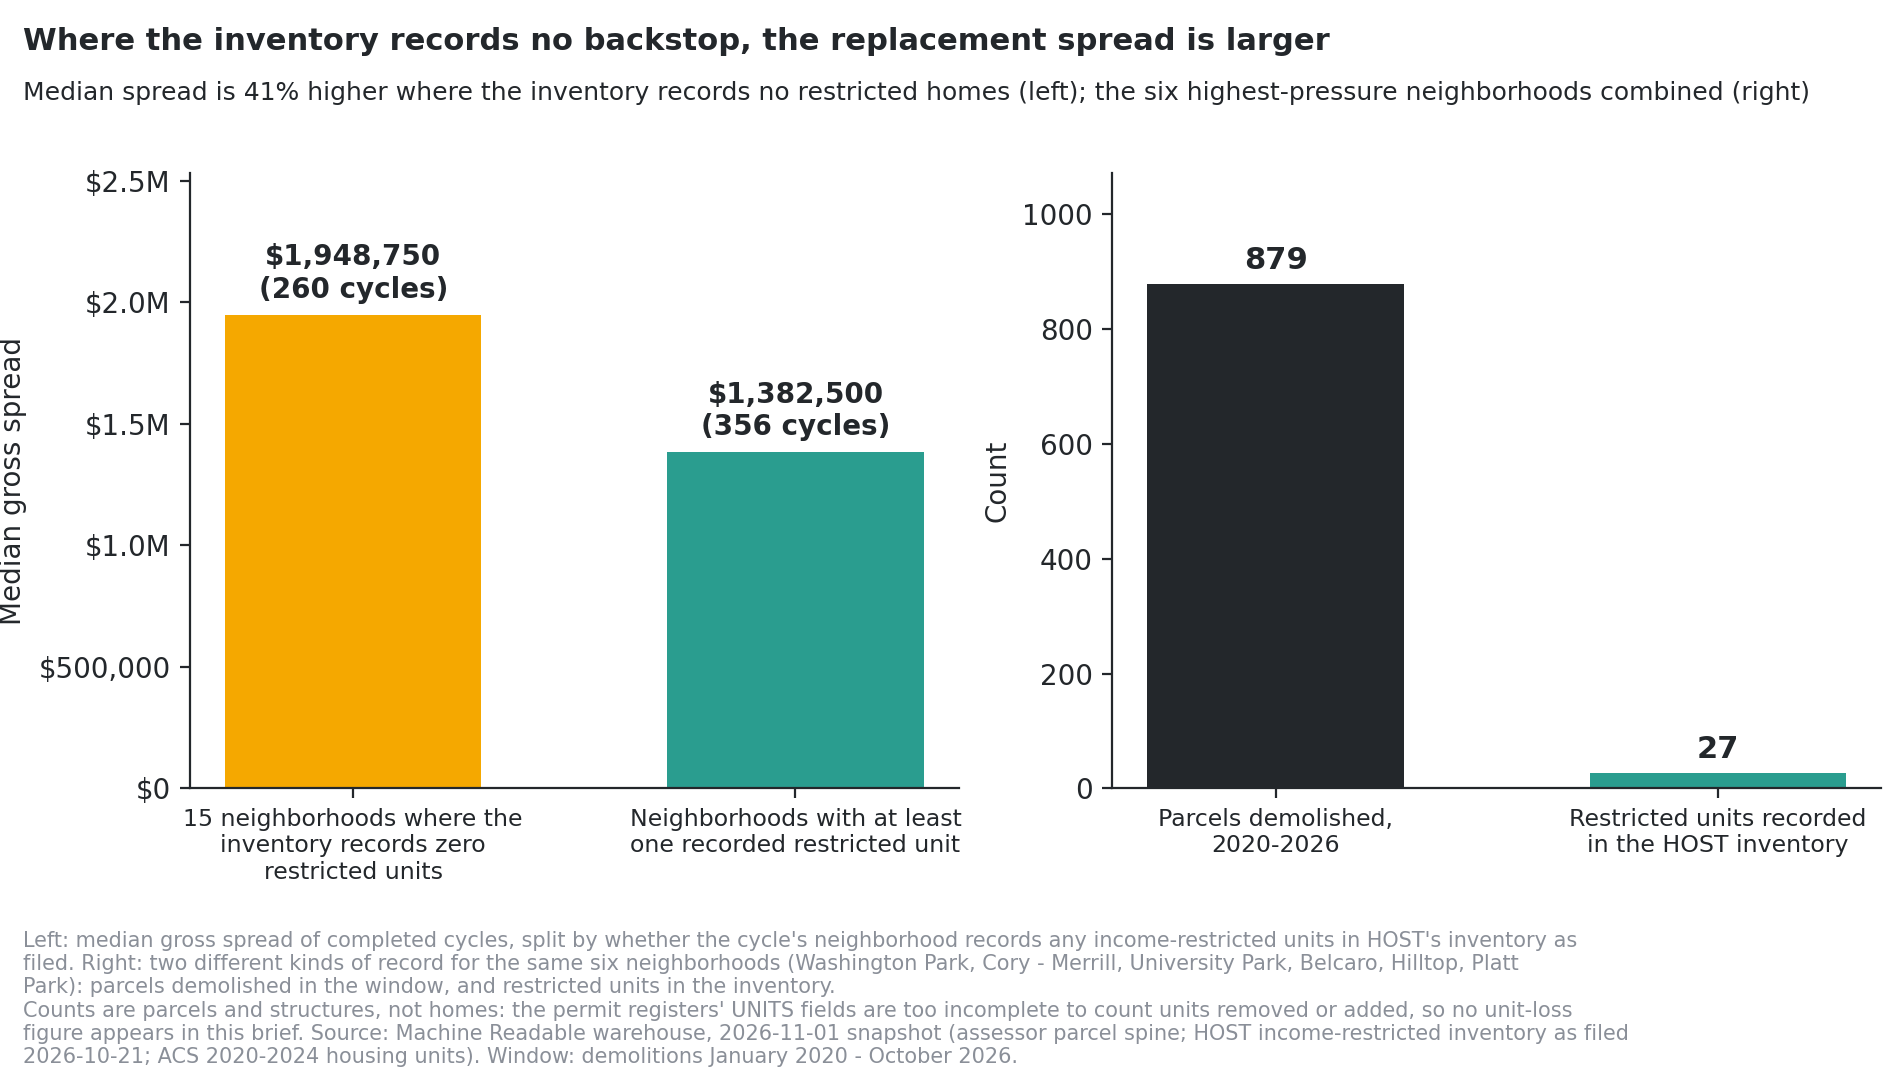 Where the inventory records no backstop, the replacement spread is larger
Median spread is 41% higher where the inventory records no restricted homes (left); the six highest-pressure neighborhoods combined (right)
Median gross spread
$2.5M
$2.0M
$1.5M
$1.0M
$500,000
$0
$1,948,750
(260 cycles)
$1,382,500
(356 cycles)
15 neighborhoods where the
inventory records zero
restricted units
Neighborhoods with at least
one recorded restricted unit
Count
1000
800
600
400
200
0
879
27
Parcels demolished,
2020-2026
Restricted units recorded
in the HOST inventory
Left: median gross spread of completed cycles, split by whether the cycle's neighborhood records any income-restricted units in HOST's inventory as
filed. Right: two different kinds of record for the same six neighborhoods (Washington Park, Cory - Merrill, University Park, Belcaro, Hilltop, Platt
Park): parcels demolished in the window, and restricted units in the inventory.
Counts are parcels and structures, not homes: the permit registers' UNITS fields are too incomplete to count units removed or added, so no unit-loss
figure appears in this brief. Source: Machine Readable warehouse, 2026-11-01 snapshot (assessor parcel spine; HOST income-restricted inventory as filed
2026-10-21; ACS 2020-2024 housing units). Window: demolitions January 2020 - October 2026.